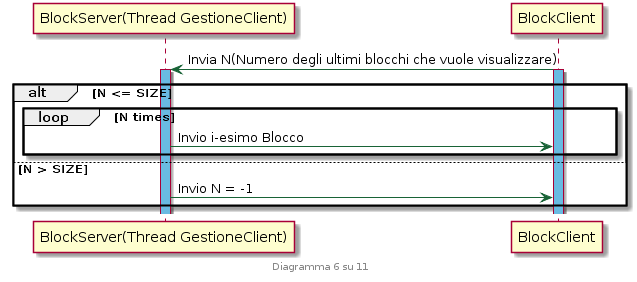 BlockServer(Thread GestioneClient)
BlockClient
Invia N(Numero degli ultimi blocchi che vuole visualizzare)
alt
[N <= SIZE]
loop
[N times]
Invio i-esimo Blocco
[N > SIZE]
Invio N = -1
BlockServer(Thread GestioneClient)
BlockClient
Diagramma 6 su 11